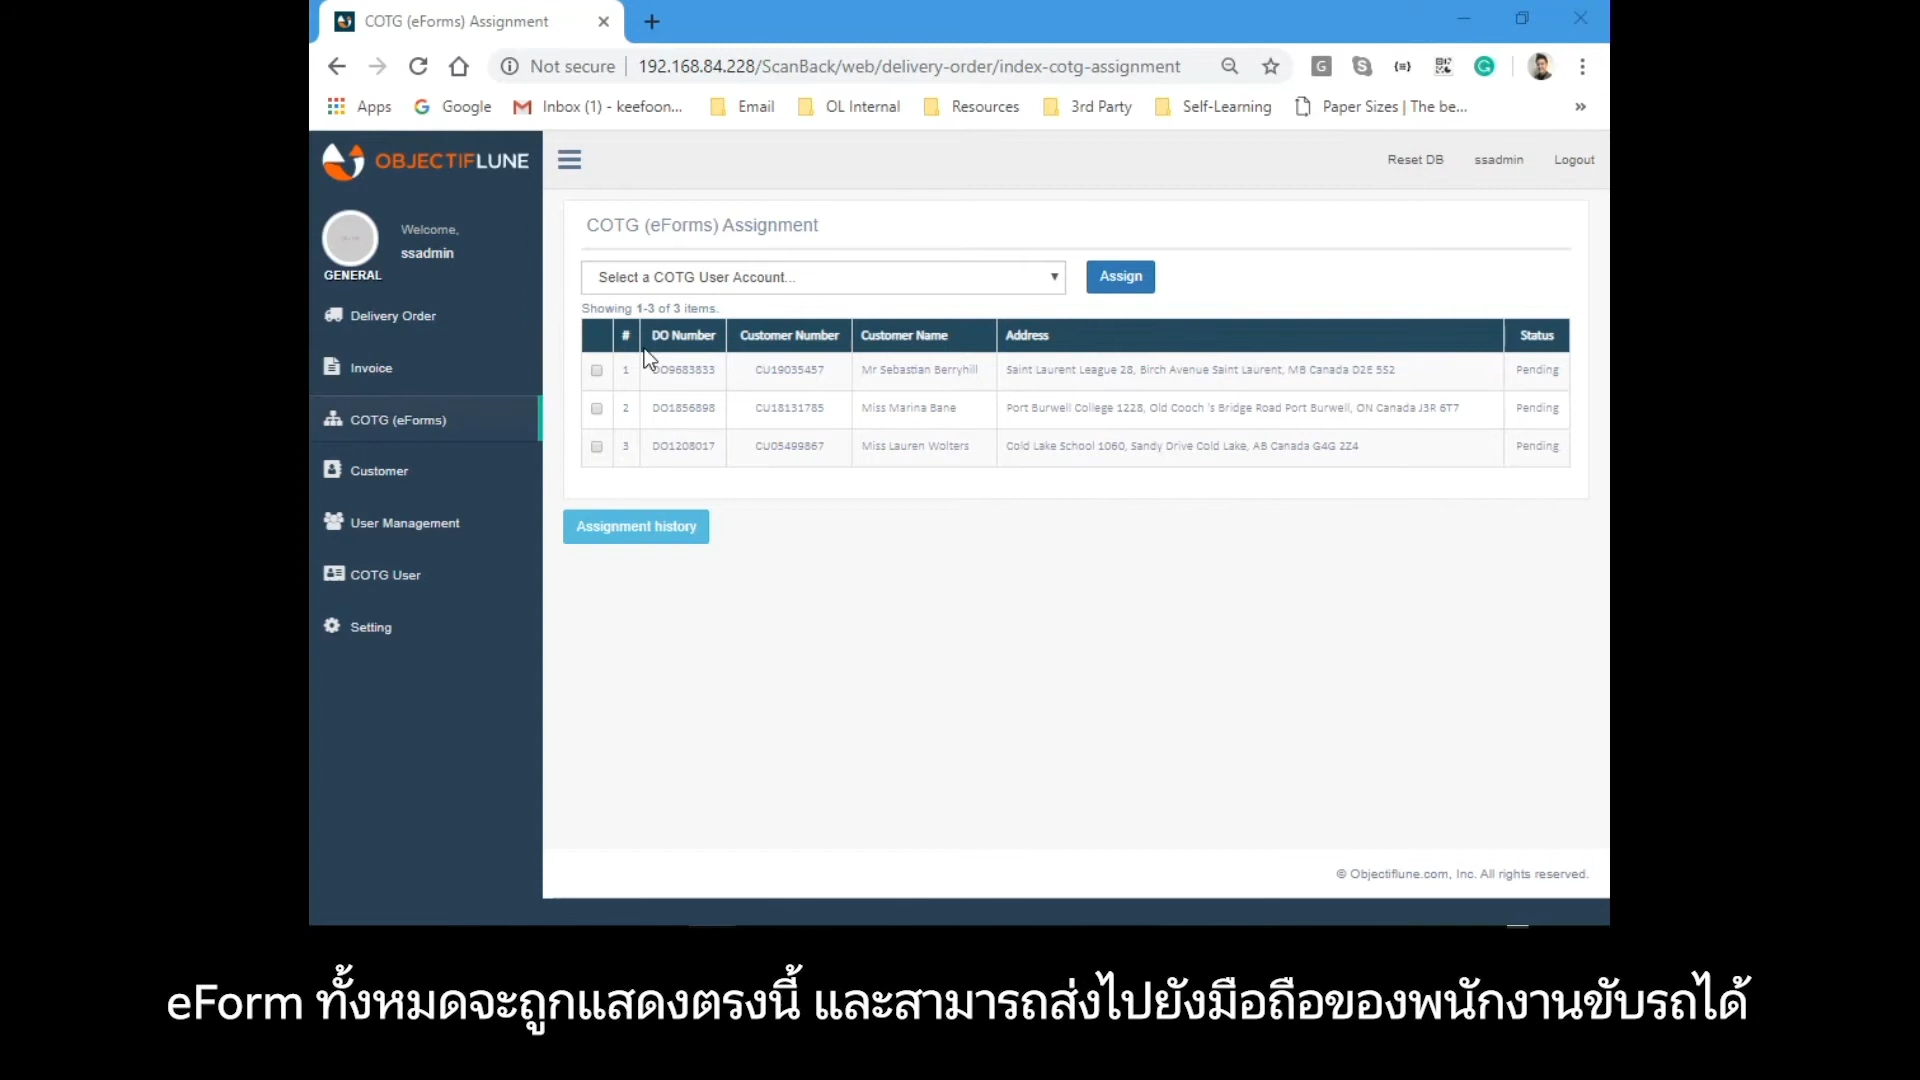 COTG (eForms) Assignment
Not secure | 192.168.84.228/ScanBack/web/delivery-order/index-cotg-assignment
Apps Google Inbox (1) - keefoon... Email OL Internal Resources 3rd Party Self-Learning Paper Sizes | The be... »
OBJECTIFLUNE
Reset DB ssadmin Logout
Welcome,
ssadmin
GENERAL
Delivery Order
Invoice
COTG (eForms)
Customer
User Management
COTG User
Setting
COTG (eForms) Assignment
Select a COTG User Account... Assign
Showing 1-3 of 3 items.
# DO Number Customer Number Customer Name Address Status
1 DO9683833 CU19035457 Mr Sebastian Berryhill Saint Laurent League 28, Birch Avenue Saint Laurent, MB Canada D2E 5S2 Pending
2 DO1856898 CU18131785 Miss Marina Bane Port Burwell College 1228, Old Cooch 's Bridge Road Port Burwell, ON Canada J3R 6T7 Pending
3 DO1208017 CU05499867 Miss Lauren Wolters Cold Lake School 1060, Sandy Drive Cold Lake, AB Canada G4G 2Z4 Pending
Assignment history
© Objectiflune.com, Inc. All rights reserved.
eForm ทั้งหมดจะถูกแสดงตรงนี้ และสามารถส่งไปยังมือถือของพนักงานขับรถได้